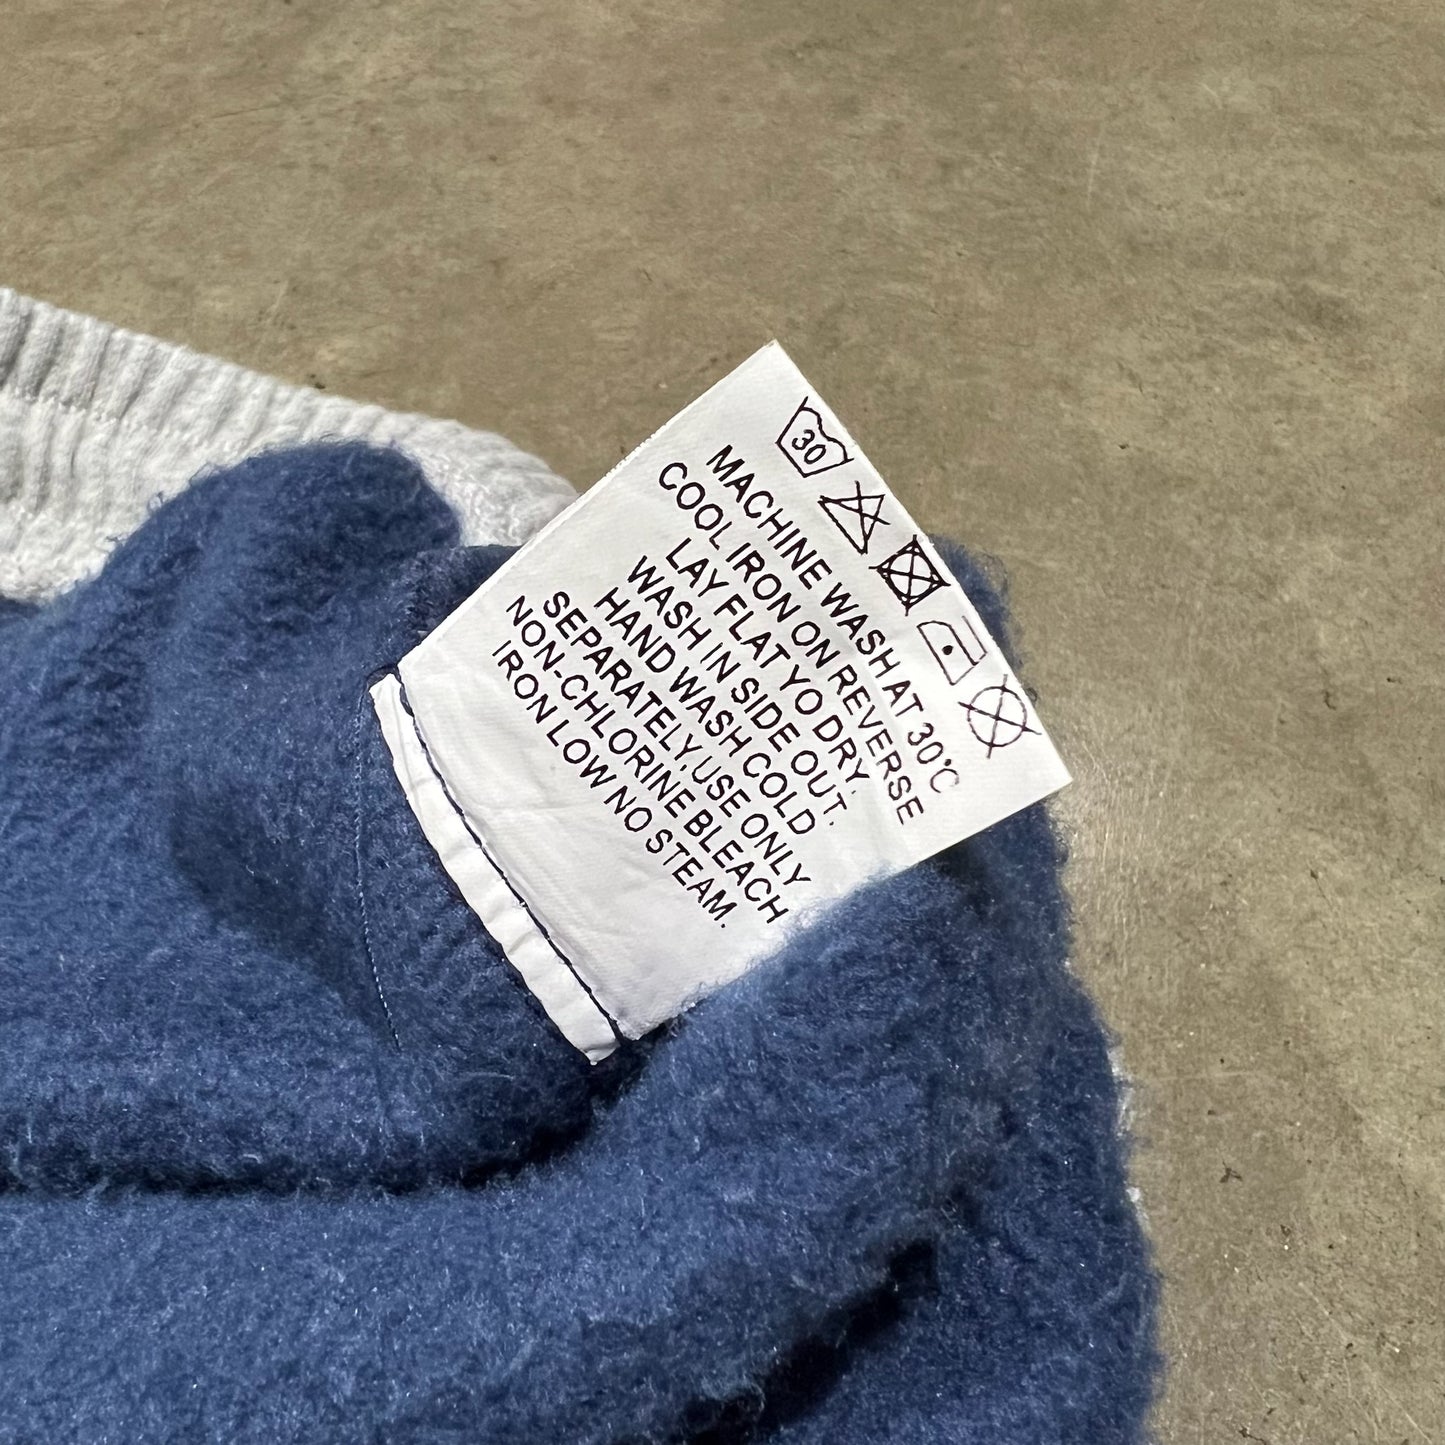 30
MACHINE WASH AT 30°C
COOL IRON ON REVERSE
LAY FLAT YO DRY.
WASH IN SIDE OUT.
HAND WASH COLD
SEPARATELY,USE ONLY
NON-CHLORINE BLEACH
IRON LOW NO STEAM.